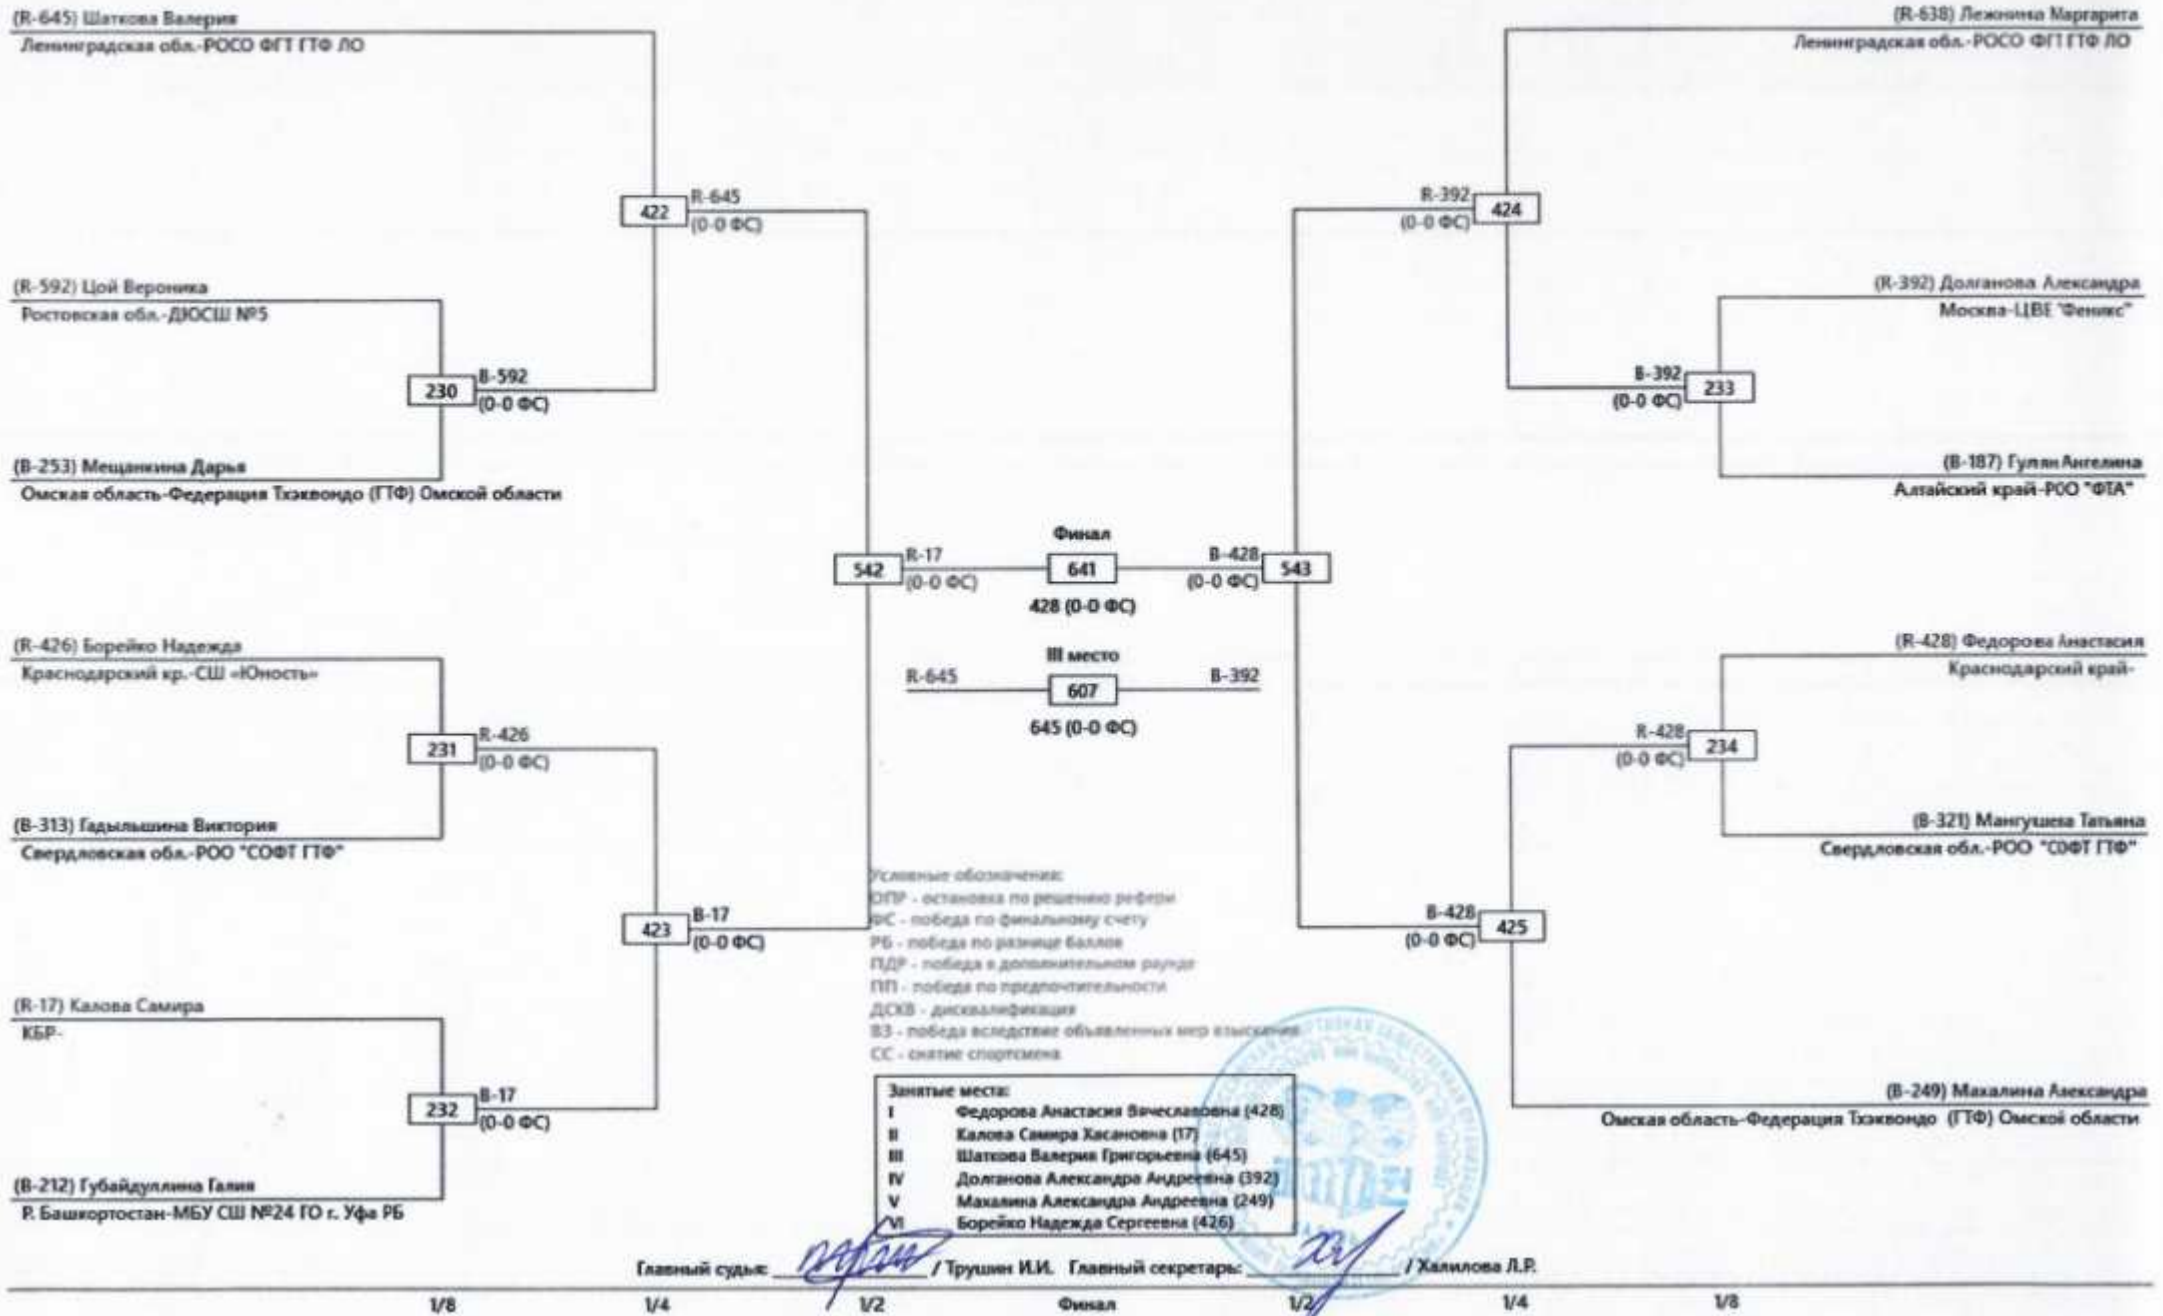 (R-645) Шаткова Валерия
Ленинградская обл.-РОСО ФГТ ГТФ ЛО
422
R-645
(0-0 ФС)
(R-592) Цой Вероника
Ростовская обл.-ДЮСШ №5
230
B-592
(0-0 ФС)
(B-253) Мещанкина Дарья
Омская область-Федерация Тхэквондо (ГТФ) Омской области
542
R-17
(0-0 ФС)
(R-426) Борейко Надежда
Краснодарский кр.-СШ «Юность»
231
R-426
(0-0 ФС)
(B-313) Гадыльшина Виктория
Свердловская обл.-РОО "СОФТ ГТФ"
423
B-17
(0-0 ФС)
(R-17) Калова Самира
КБР-
232
B-17
(0-0 ФС)
(B-212) Губайдуллина Галия
Р. Башкортостан-МБУ СШ №24 ГО г. Уфа РБ
Финал
641
428 (0-0 ФС)
III место
R-645
607
B-392
645 (0-0 ФС)
(R-638) Лежнина Маргарита
Ленинградская обл.-РОСО ФГТ ГТФ ЛО
R-392
(0-0 ФС)
424
(R-392) Долганова Александра
Москва-ЦВЕ "Феникс"
B-392
(0-0 ФС)
233
(B-187) Гулян Ангелина
Алтайский край-РОО "ФТА"
B-428
(0-0 ФС)
543
(R-428) Федорова Анастасия
Краснодарский край-
R-428
(0-0 ФС)
234
(B-321) Мангушева Татьяна
Свердловская обл.-РОО "СОФТ ГТФ"
B-428
(0-0 ФС)
425
(B-249) Махалина Александра
Омская область-Федерация Тхэквондо (ГТФ) Омской области
Условные обозначения:
ОПР - остановка по решению рефери
ФС - победа по финальному счету
РБ - победа по разнице баллов
ПДР - победа в дополнительном раунде
ПП - победа по предпочтительности
ДСКВ - дисквалификация
ВЗ - победа вследствие объявленных мер взыскания
СС - снятие спортсмена
Занятые места:
I Федорова Анастасия Вячеславовна (428)
II Калова Самира Хасановна (17)
III Шаткова Валерия Григорьевна (645)
IV Долганова Александра Андреевна (392)
V Махалина Александра Андреевна (249)
VI Борейко Надежда Сергеевна (426)
Главный судья: / Трушин И.И. Главный секретарь: / Халилова Л.Р.
1/8 1/4 1/2 Финал 1/2 1/4 1/8